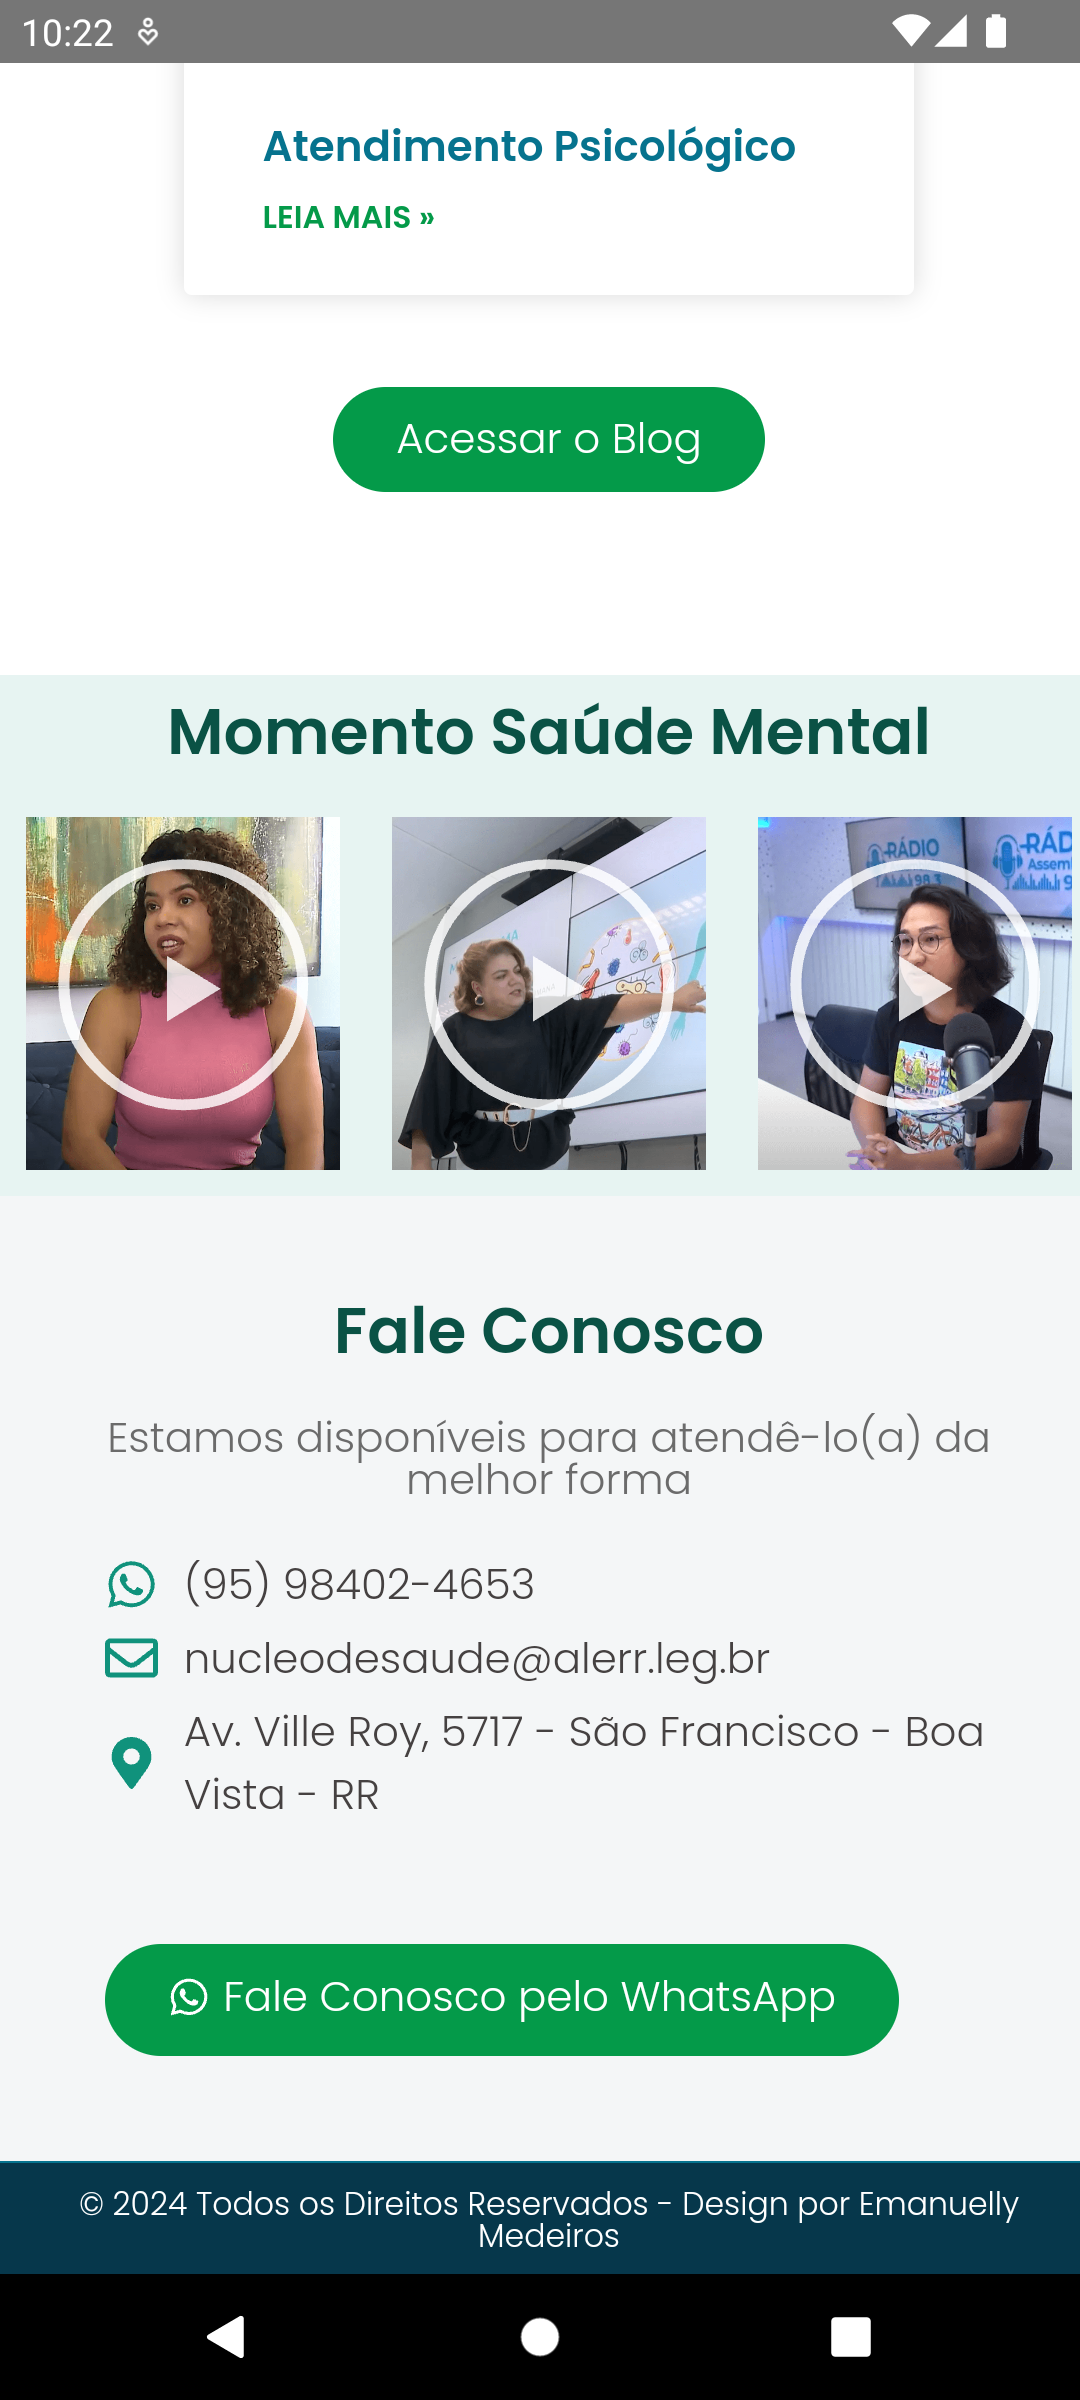 10:22
Atendimento Psicológico
LEIA MAIS »
Acessar o Blog
Momento Saúde Mental
RÁDIO
98.3
Fale Conosco
Estamos disponíveis para atendê-lo(a) da
melhor forma
(95) 98402-4653
nucleodesaude@alerr.leg.br
Av. Ville Roy, 5717 - São Francisco - Boa
Vista - RR
Fale Conosco pelo WhatsApp
© 2024 Todos os Direitos Reservados - Design por Emanuelly
Medeiros